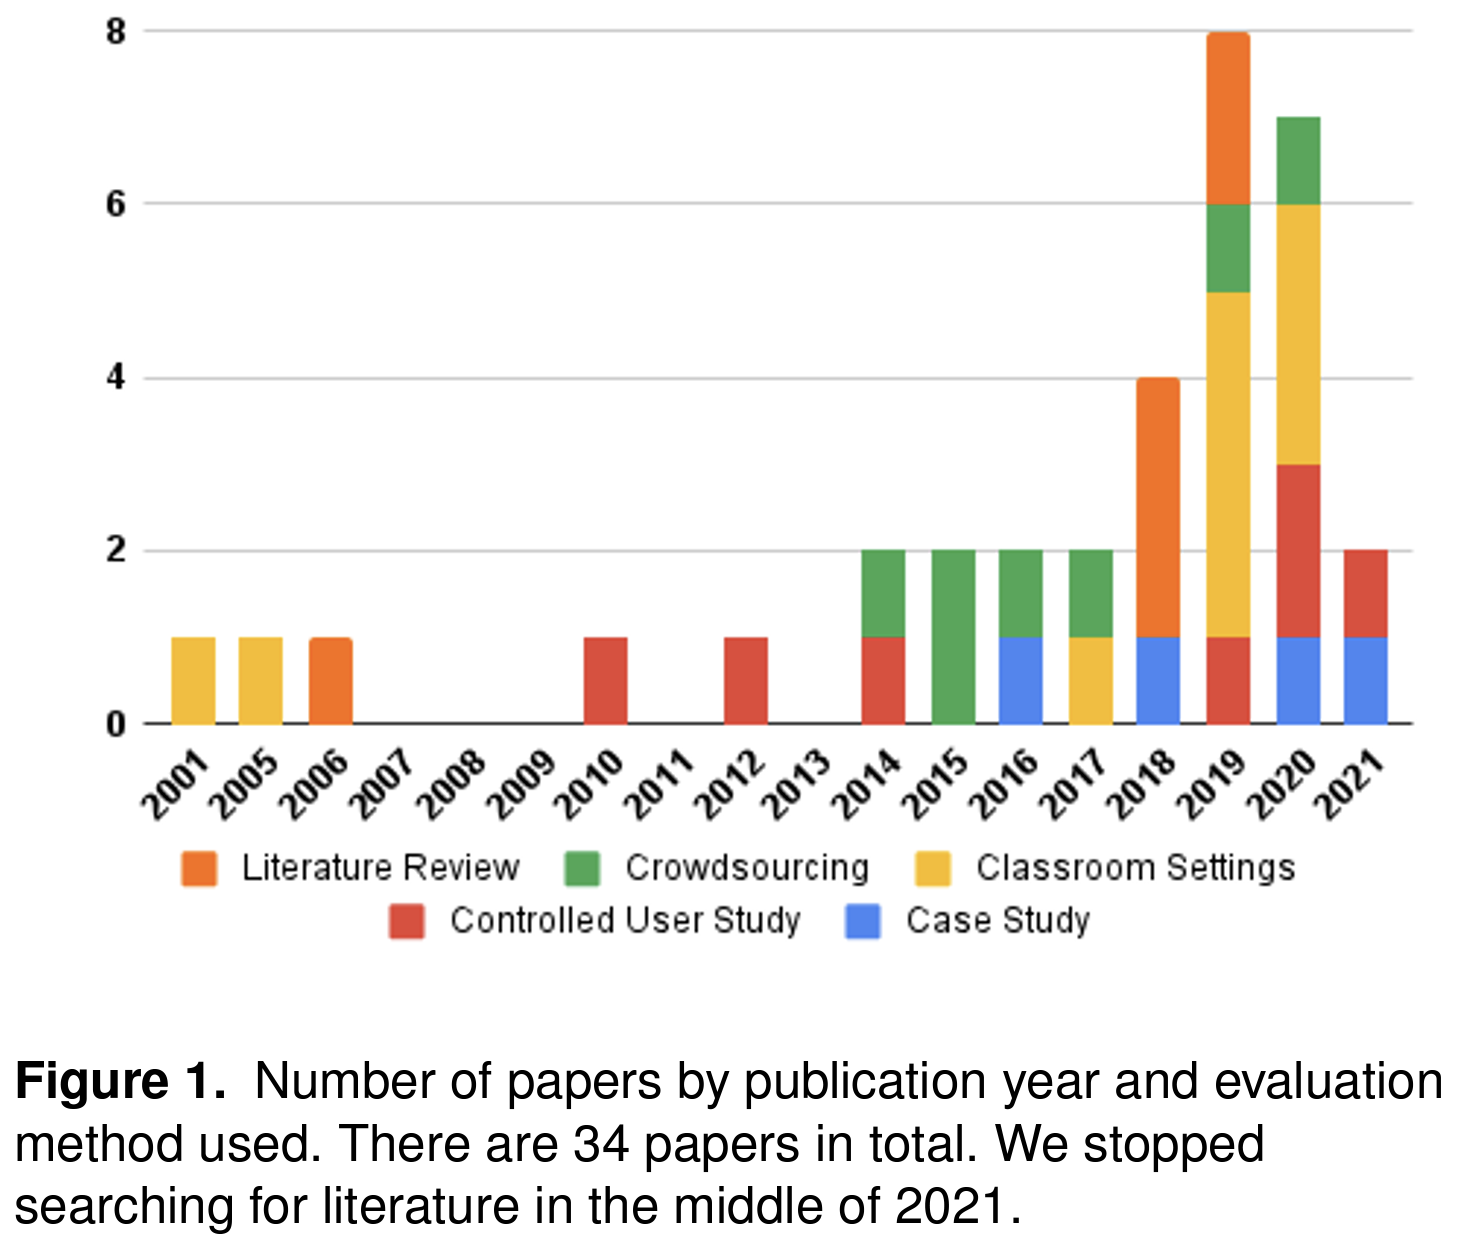 8
6
4
2
0
2001 2005 2006 2007 2008 2009 2010 2011 2012 2013 2014 2015 2016 2017 2018 2019 2020 2021
Literature Review Crowdsourcing Classroom Settings
Controlled User Study Case Study
Figure 1. Number of papers by publication year and evaluation
method used. There are 34 papers in total. We stopped
searching for literature in the middle of 2021.